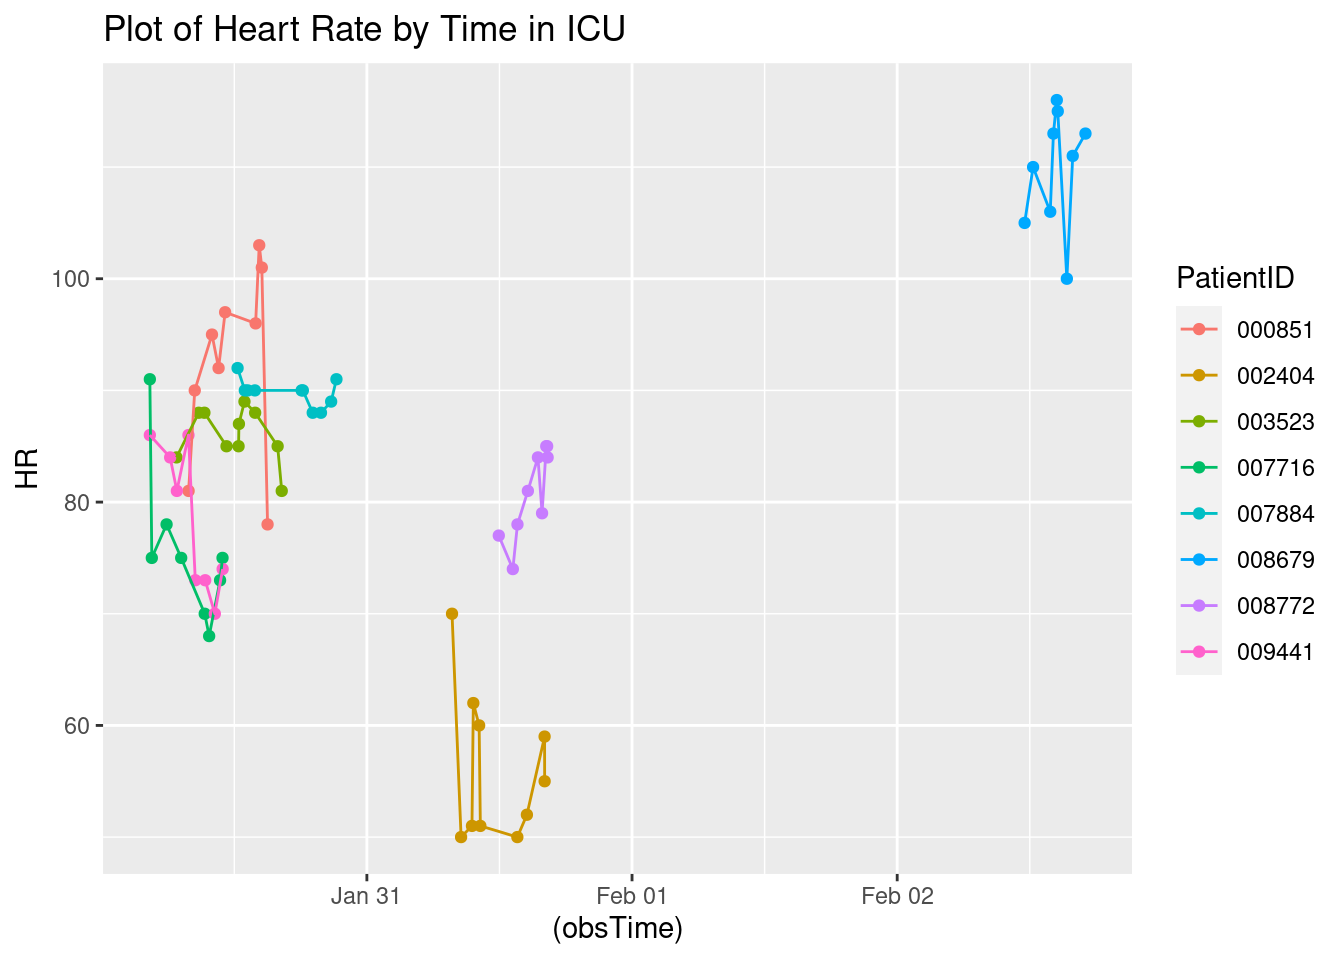 Plot of Heart Rate by Time in ICU
HR
100
80
60
Jan 31
Feb 01
Feb 02
(obsTime)
PatientID
000851
002404
003523
007716
007884
008679
008772
009441